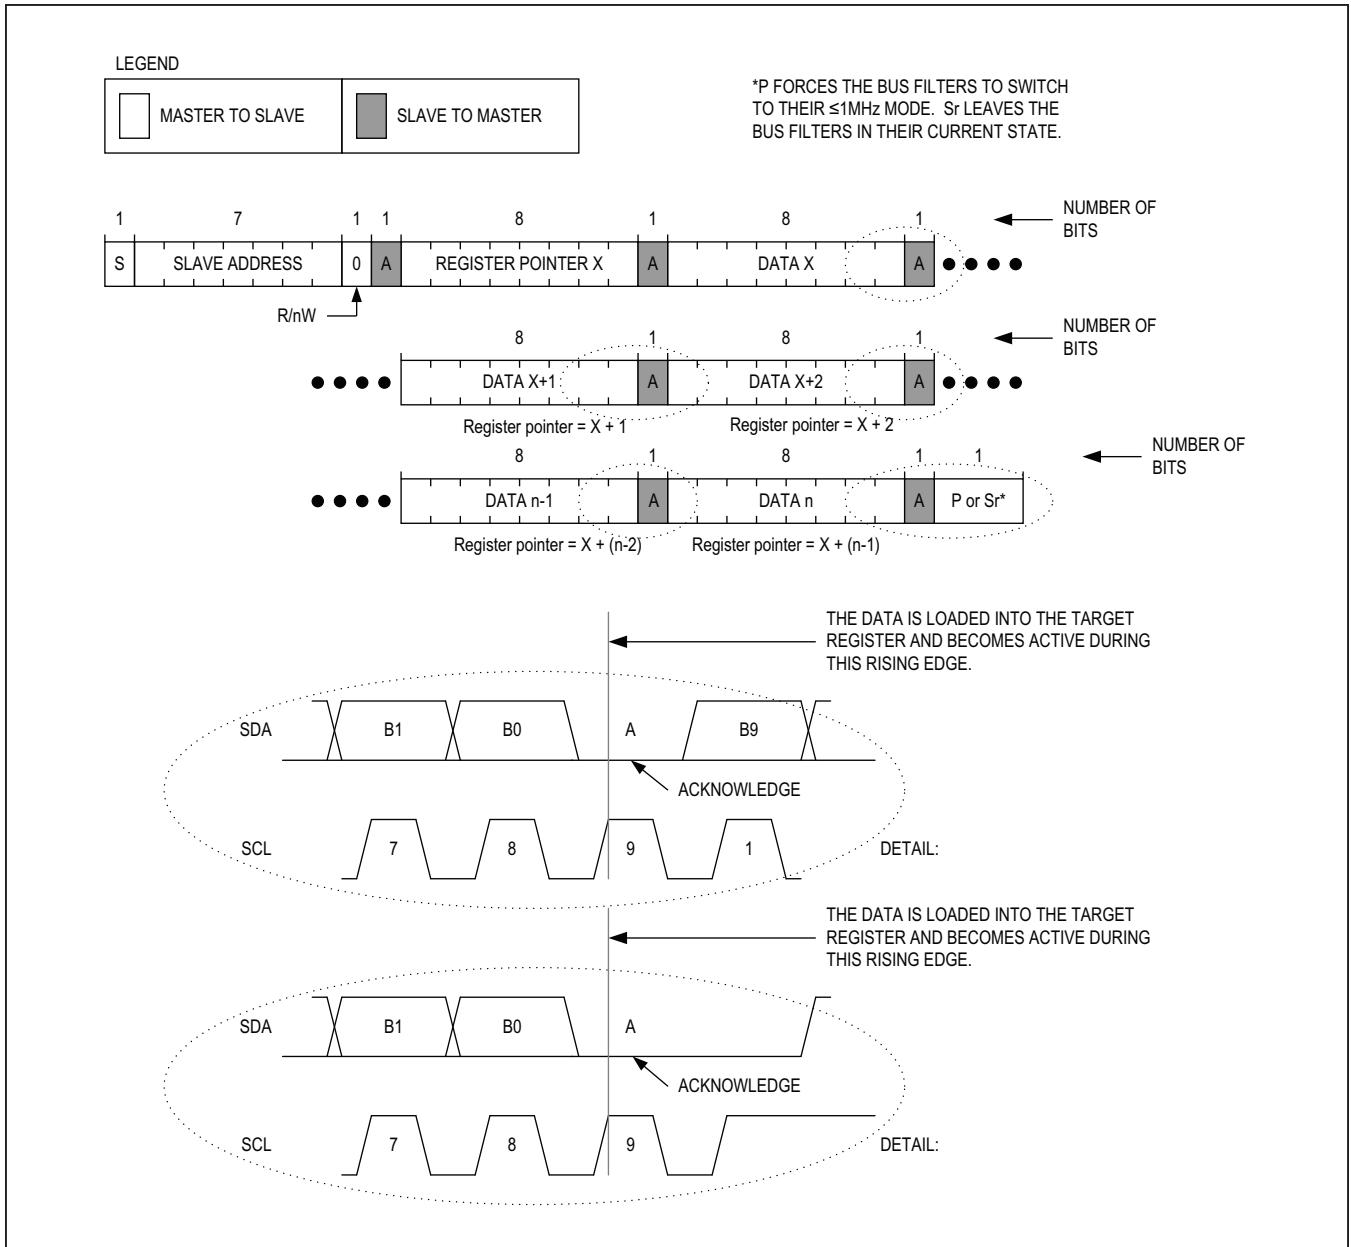 LEGEND
MASTER TO SLAVE
SLAVE TO MASTER
*P FORCES THE BUS FILTERS TO SWITCH
TO THEIR ≤1MHz MODE. Sr LEAVES THE
BUS FILTERS IN THEIR CURRENT STATE.
1 7 1 1 8 1 8 1
NUMBER OF
BITS
S SLAVE ADDRESS 0 A REGISTER POINTER X A DATA X A
R/nW
8 1 8 1
NUMBER OF
BITS
DATA X+1 A DATA X+2 A
Register pointer = X + 1 Register pointer = X + 2
8 1 8 1 1
NUMBER OF
BITS
DATA n-1 A DATA n A P or Sr*
Register pointer = X + (n-2) Register pointer = X + (n-1)
THE DATA IS LOADED INTO THE TARGET
REGISTER AND BECOMES ACTIVE DURING
THIS RISING EDGE.
SDA B1 B0 A B9
ACKNOWLEDGE
SCL 7 8 9 1 DETAIL:
THE DATA IS LOADED INTO THE TARGET
REGISTER AND BECOMES ACTIVE DURING
THIS RISING EDGE.
SDA B1 B0 A
ACKNOWLEDGE
SCL 7 8 9 DETAIL: